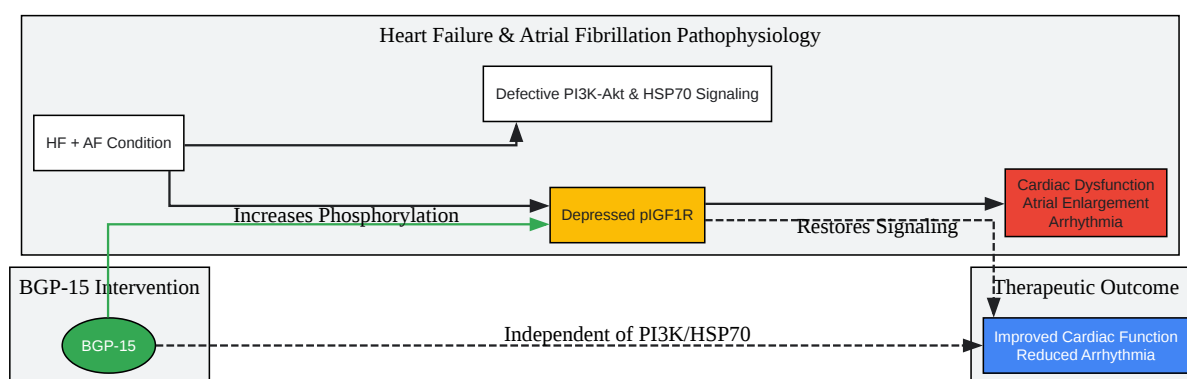 Heart Failure & Atrial Fibrillation Pathophysiology
Defective PI3K-Akt & HSP70 Signaling
HF + AF Condition
Increases Phosphorylation
Depressed pIGF1R
Cardiac Dysfunction
Atrial Enlargement
Arrhythmia
Restores Signaling
BGP-15 Intervention
Therapeutic Outcome
BGP-15
Independent of PI3K/HSP70
Improved Cardiac Function
Reduced Arrhythmia